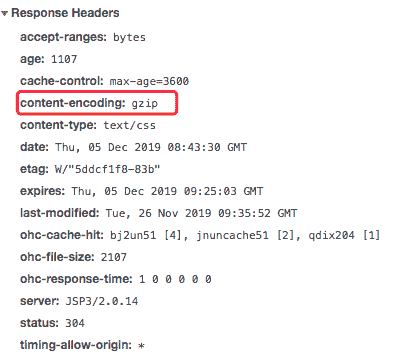 Response Headers
accept-ranges: bytes
age: 1107
cache-control: max-age=3600
content-encoding: gzip
content-type: text/css
date: Thu, 05 Dec 2019 08:43:30 GMT
etag: W/"5ddcf1f8-83b"
expires: Thu, 05 Dec 2019 09:25:03 GMT
last-modified: Tue, 26 Nov 2019 09:35:52 GMT
ohc-cache-hit: bj2un51 [4], jnuncache51 [2], qdix204 [1]
ohc-file-size: 2107
ohc-response-time: 1 0 0 0 0 0
server: JSP3/2.0.14
status: 304
timing-allow-origin: *